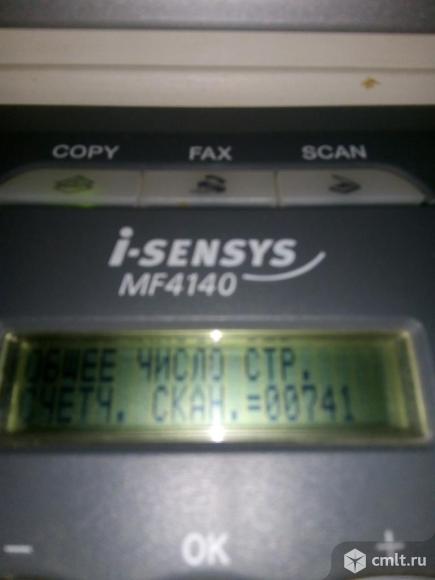 COPY FAX SCAN
i-SENSYS
MF4140
ОБЩЕЕ ЧИСЛО СТР.
СЧЕТЧ. СКАН.=00741
- OK +
cmlt.ru